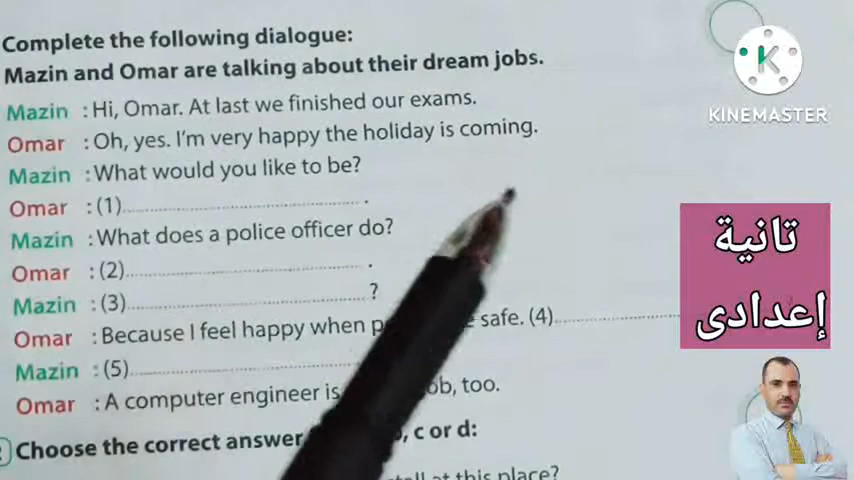 Complete the following dialogue:
Mazin and Omar are talking about their dream jobs.
Mazin : Hi, Omar. At last we finished our exams.
Omar : Oh, yes. I'm very happy the holiday is coming.
Mazin : What would you like to be?
Omar : (1)........................................ .
Mazin : What does a police officer do?
Omar : (2)........................................ .
Mazin : (3)........................................ ?
Omar : Because I feel happy when safe. (4)....................
Mazin : (5)........................................
Omar : A computer engineer is job, too.
Choose the correct answer , c or d:
at this place?
KINEMASTER
تانية
إعدادى